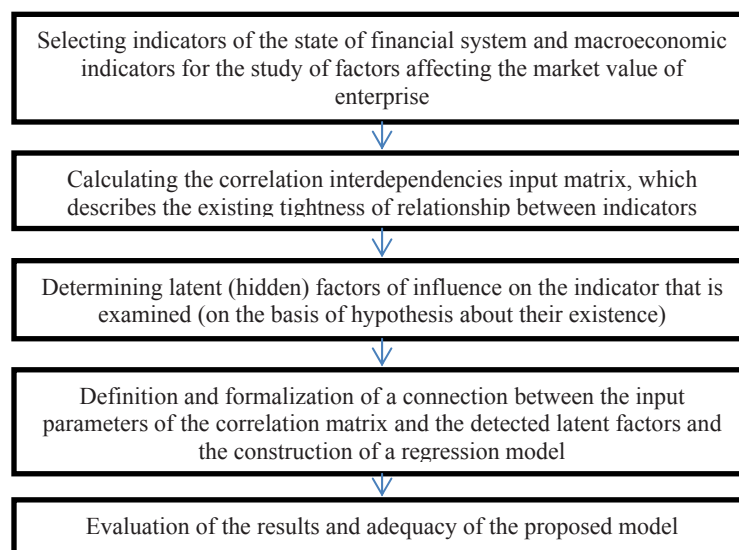 Selecting indicators of the state of financial system and macroeconomic
indicators for the study of factors affecting the market value of
enterprise
Calculating the correlation interdependencies input matrix, which
describes the existing tightness of relationship between indicators
Determining latent (hidden) factors of influence on the indicator that is
examined (on the basis of hypothesis about their existence)
Definition and formalization of a connection between the input
parameters of the correlation matrix and the detected latent factors and
the construction of a regression model
Evaluation of the results and adequacy of the proposed model